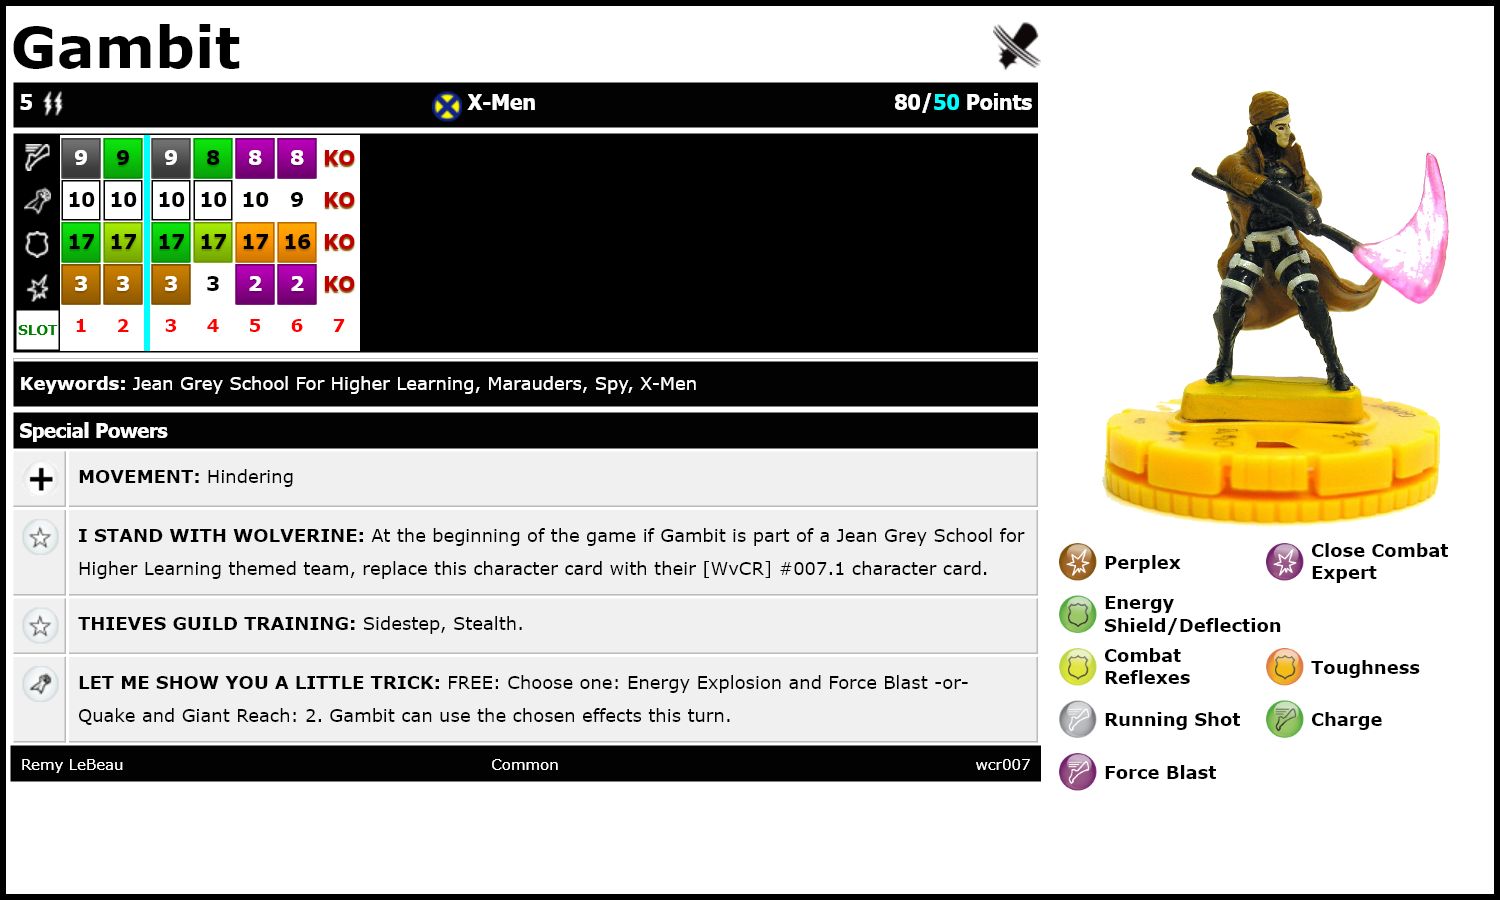 Gambit
5 X-Men 80/50 Points
9 9 9 8 8 8 KO
10 10 10 10 10 9 KO
17 17 17 17 17 16 KO
3 3 3 3 2 2 KO
SLOT 1 2 3 4 5 6 7
Keywords: Jean Grey School For Higher Learning, Marauders, Spy, X-Men
Special Powers
MOVEMENT: Hindering
I STAND WITH WOLVERINE: At the beginning of the game if Gambit is part of a Jean Grey School for
Higher Learning themed team, replace this character card with their [WvCR] #007.1 character card.
THIEVES GUILD TRAINING: Sidestep, Stealth.
LET ME SHOW YOU A LITTLE TRICK: FREE: Choose one: Energy Explosion and Force Blast -or-
Quake and Giant Reach: 2. Gambit can use the chosen effects this turn.
Remy LeBeau Common wcr007
Perplex
Close Combat
Expert
Energy
Shield/Deflection
Combat
Reflexes
Toughness
Running Shot
Charge
Force Blast